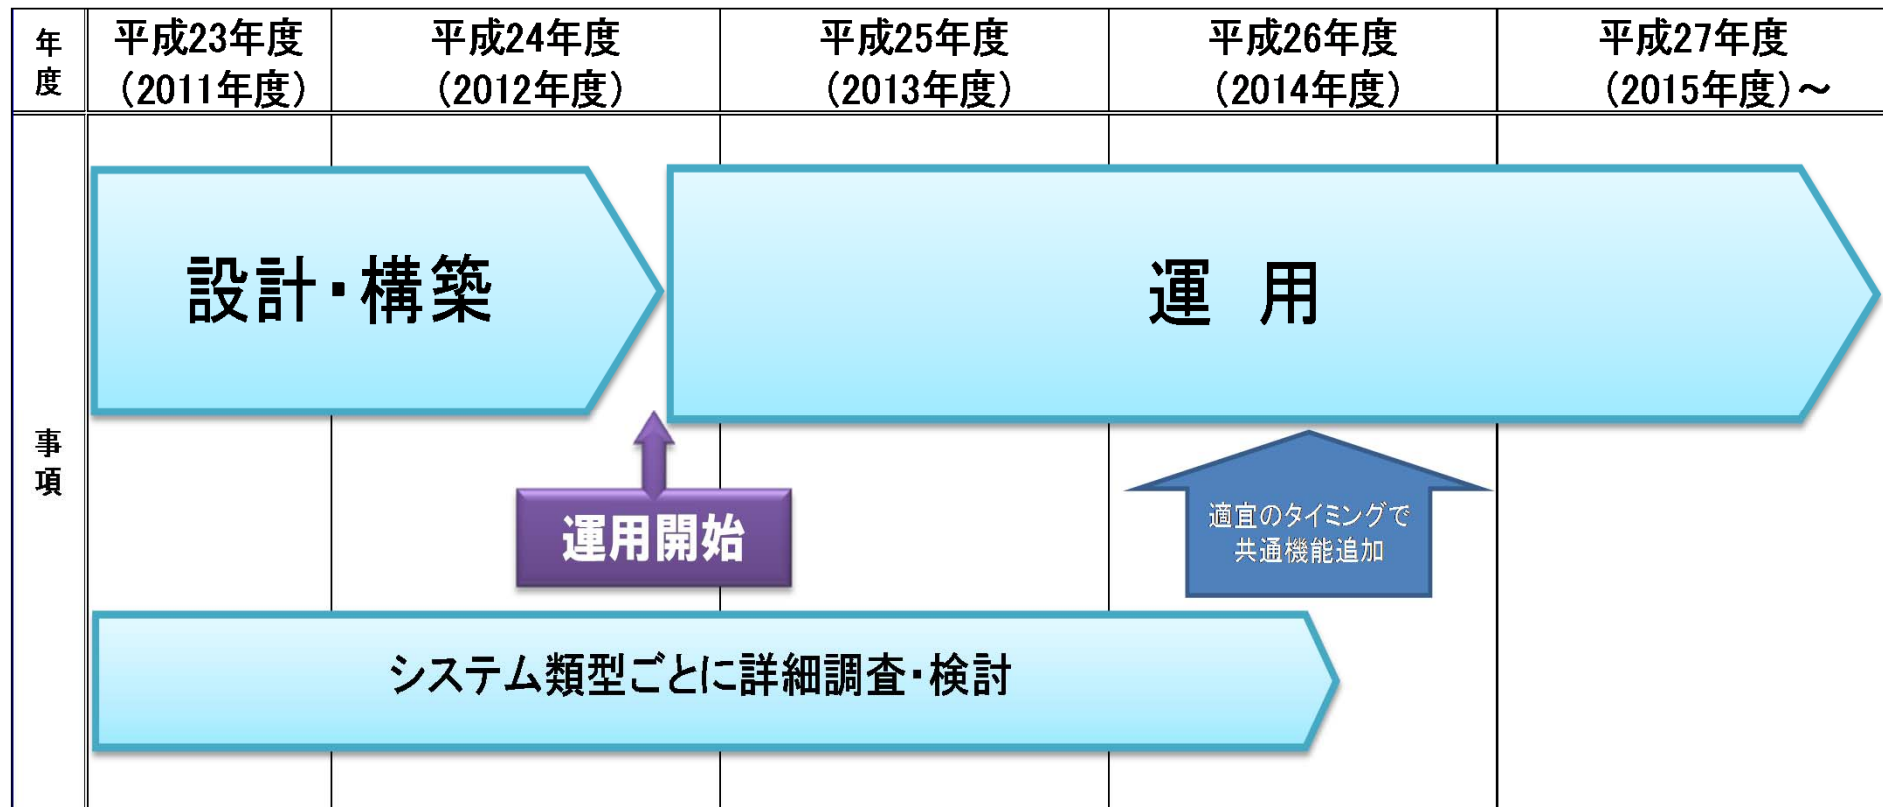 年度
平成23年度
（2011年度）
平成24年度
（2012年度）
平成25年度
（2013年度）
平成26年度
（2014年度）
平成27年度
（2015年度）～
事項
設計・構築
運　用
運用開始
適宜のタイミングで
共通機能追加
システム類型ごとに詳細調査・検討